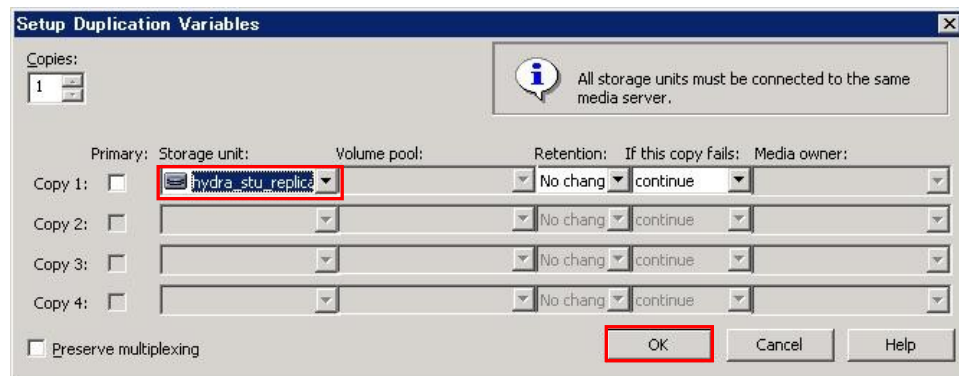 Setup Duplication Variables
Copies:
1
i
All storage units must be connected to the same
media server.
Primary: Storage unit: Volume pool: Retention: If this copy fails: Media owner:
Copy 1: hydra_stu_replica No chang continue
Copy 2: No chang continue
Copy 3: No chang continue
Copy 4: No chang continue
Preserve multiplexing OK Cancel Help